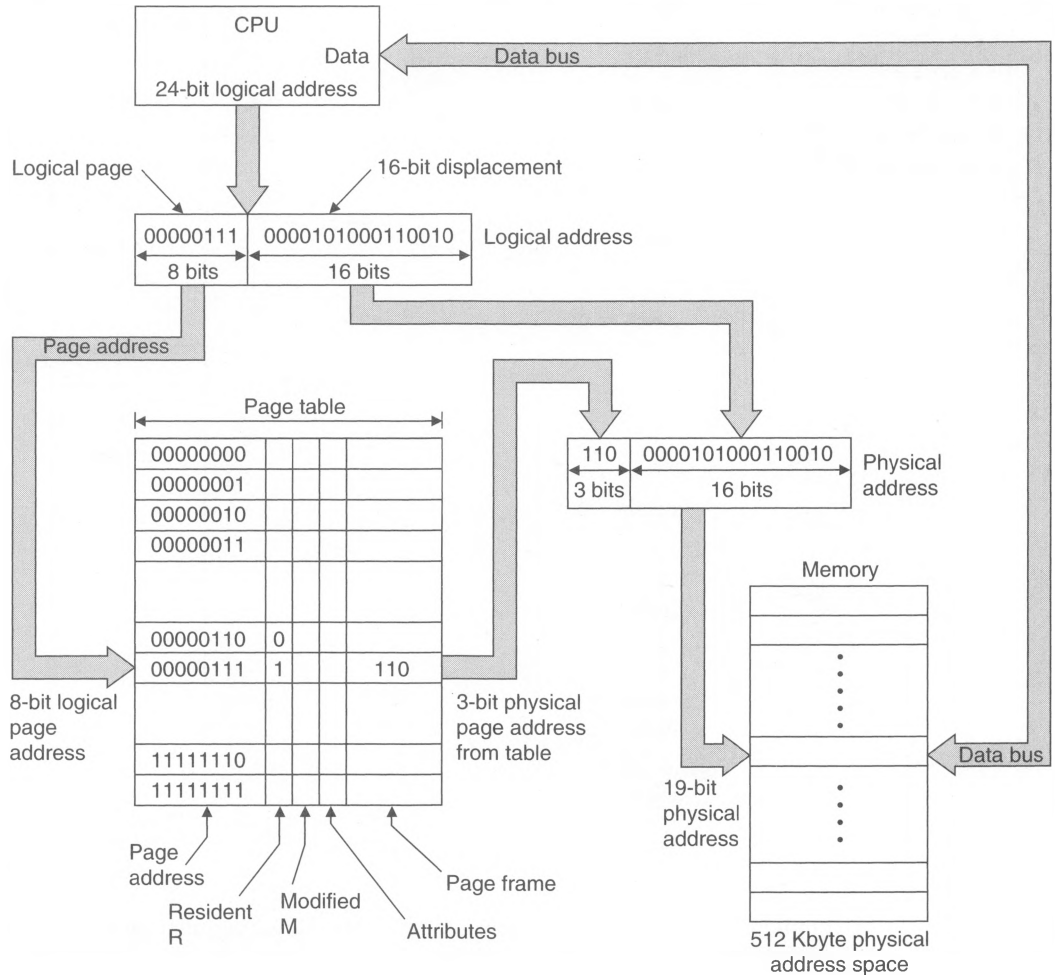 CPU
Data
Data bus
24-bit logical address
Logical page
16-bit displacement
00000111
0000101000110010
Logical address
8 bits
16 bits
Page address
Page table
00000000
00000001
00000010
00000011
00000110
0
00000111
1
110
11111110
11111111
8-bit logical
page
address
3-bit physical
page address
from table
110
0000101000110010
3 bits
16 bits
Physical
address
Memory
Data bus
19-bit
physical
address
Page
address
Resident
R
Modified
M
Attributes
Page frame
512 Kbyte physical
address space